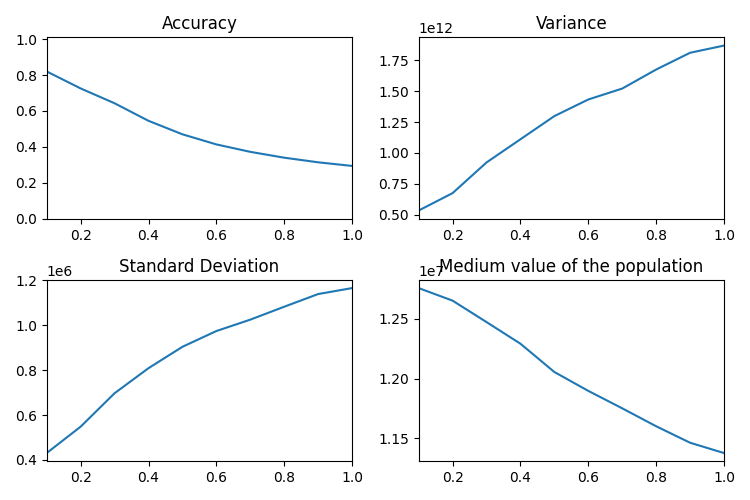 Accuracy
1.0
0.8
0.6
0.4
0.2
0.0
0.2 0.4 0.6 0.8 1.0
Variance
1e12
1.75
1.50
1.25
1.00
0.75
0.50
0.2 0.4 0.6 0.8 1.0
Standard Deviation
1e6
1.2
1.0
0.8
0.6
0.4
0.2 0.4 0.6 0.8 1.0
Medium value of the population
1e7
1.25
1.20
1.15
0.2 0.4 0.6 0.8 1.0